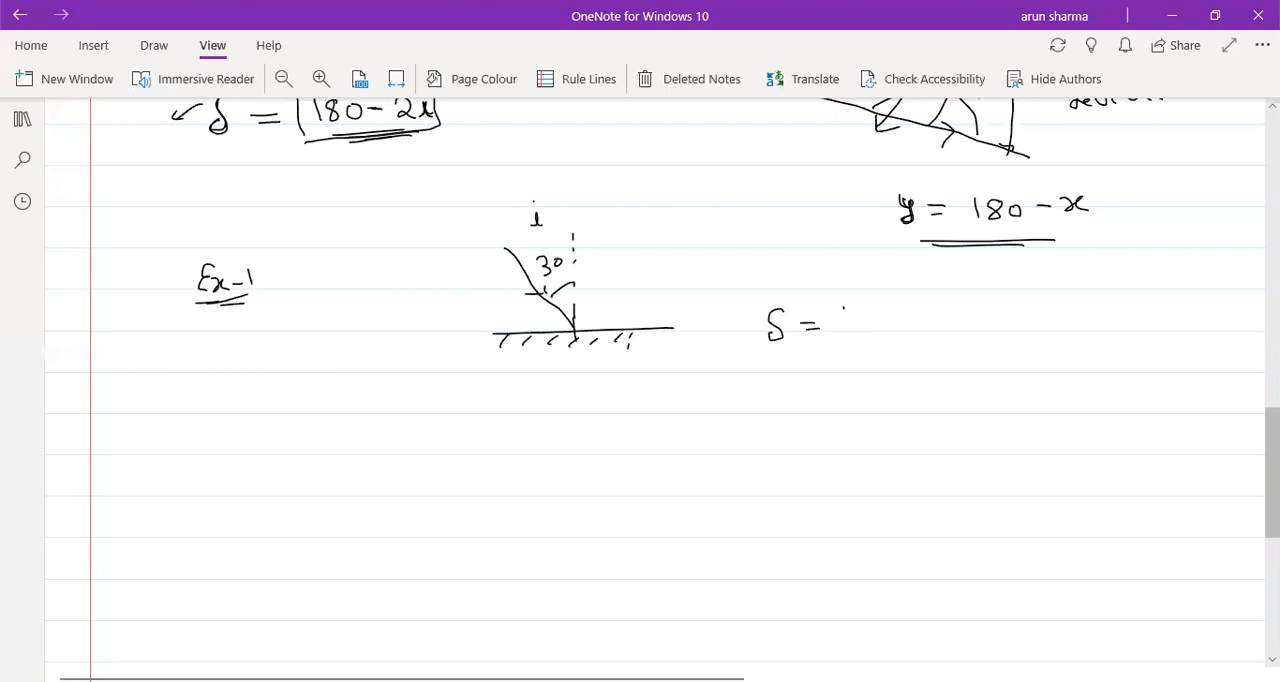 OneNote for Windows 10
arun sharma
Home Insert Draw View Help
Share
New Window Immersive Reader Page Colour Rule Lines Deleted Notes Translate Check Accessibility Hide Authors
δ = (180 - 2i)
y = 180 - x
i
30
Ex-1
δ =